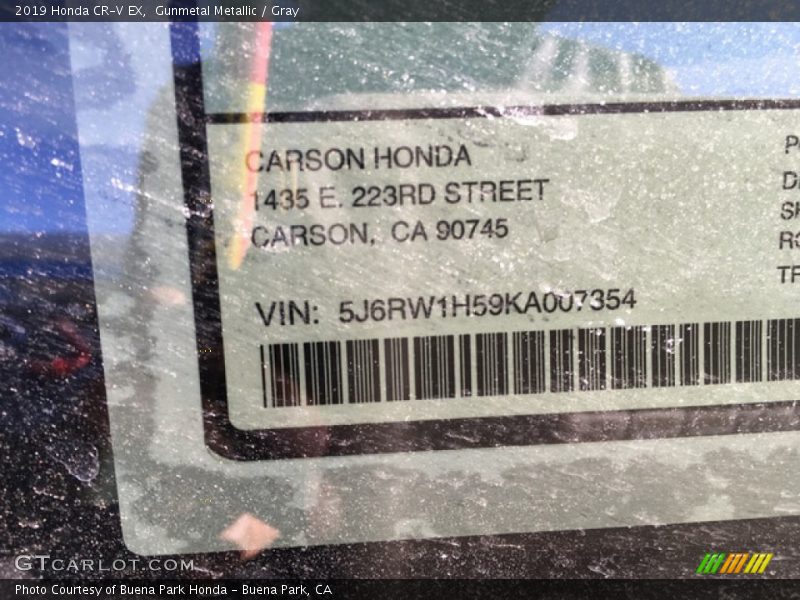 2019 Honda CR-V EX, Gunmetal Metallic / Gray
CARSON HONDA
1435 E. 223RD STREET
CARSON, CA 90745
VIN: 5J6RW1H59KA007354
GTCARLOT.COM
Photo Courtesy of Buena Park Honda - Buena Park, CA